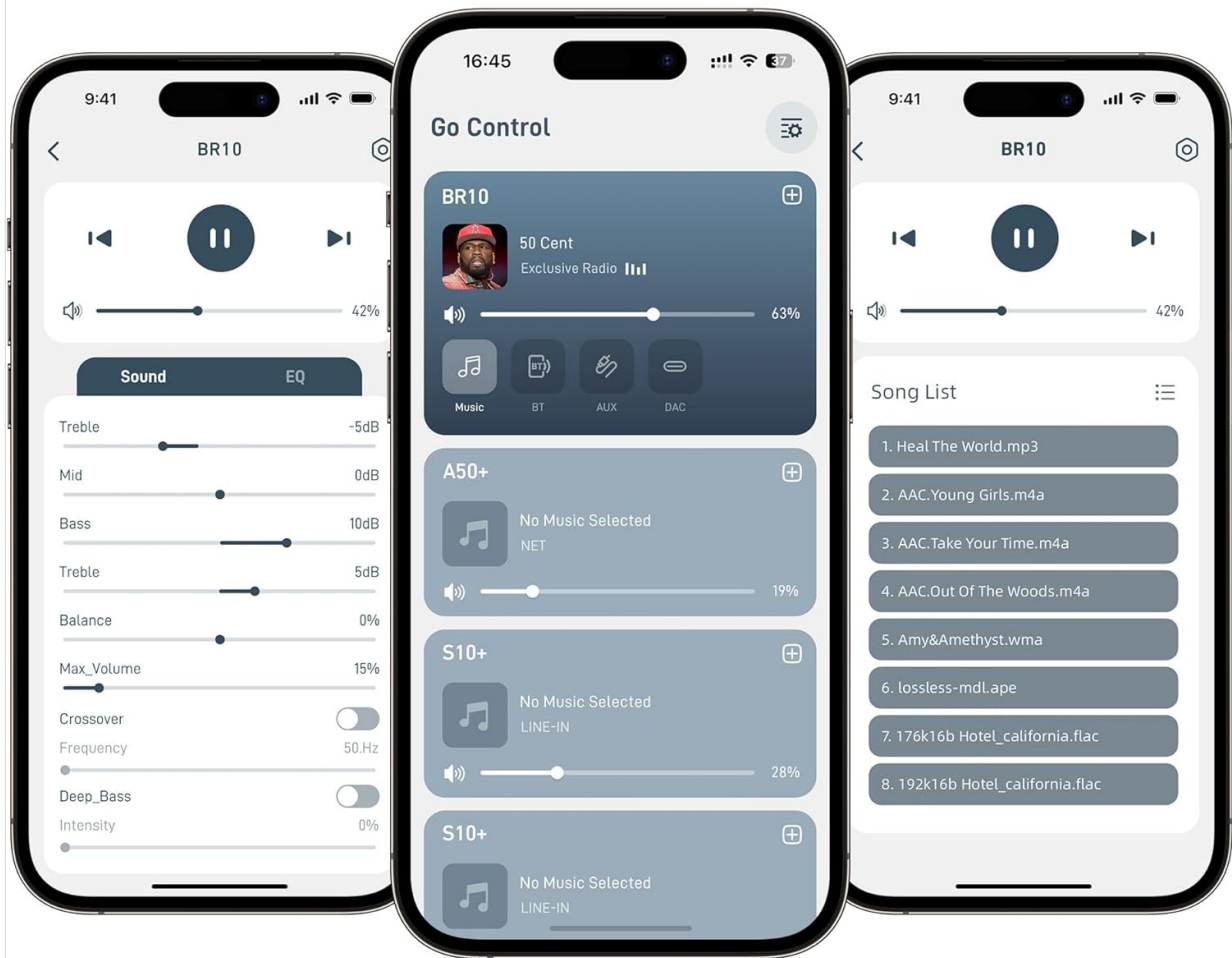 9:41
BR10
42%
Sound EQ
Treble -5dB
Mid 0dB
Bass 10dB
Treble 5dB
Balance 0%
Max_Volume 15%
Crossover
Frequency 50.Hz
Deep_Bass
Intensity 0%
16:45
37
Go Control
BR10
50 Cent
Exclusive Radio
63%
BT
Music BT AUX DAC
A50+
No Music Selected
NET
19%
S10+
No Music Selected
LINE-IN
28%
S10+
No Music Selected
LINE-IN
9:41
BR10
42%
Song List
1. Heal The World.mp3
2. AAC.Young Girls.m4a
3. AAC.Take Your Time.m4a
4. AAC.Out Of The Woods.m4a
5. Amy&Amethyst.wma
6. lossless-mdl.ape
7. 176k16b Hotel_california.flac
8. 192k16b Hotel_california.flac